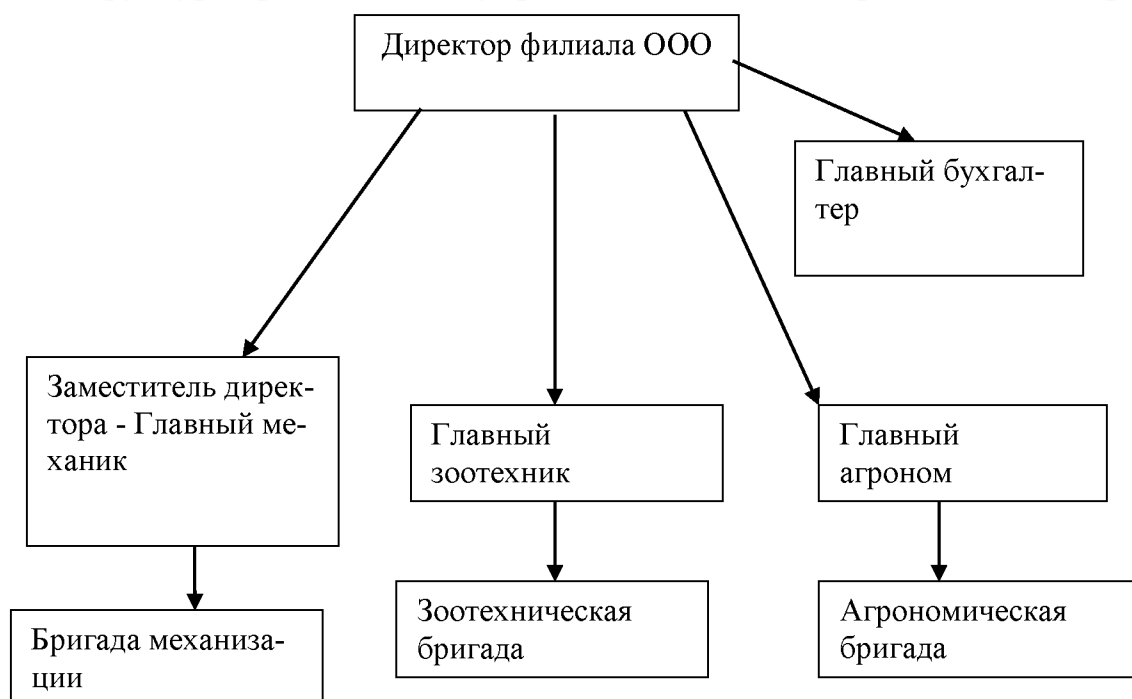 Директор филиала ООО
Главный бухгал-
тер
Заместитель дирек-
тора - Главный ме-
ханик
Главный
зоотехник
Главный
агроном
Бригада механиза-
ции
Зоотехническая
бригада
Агрономическая
бригада